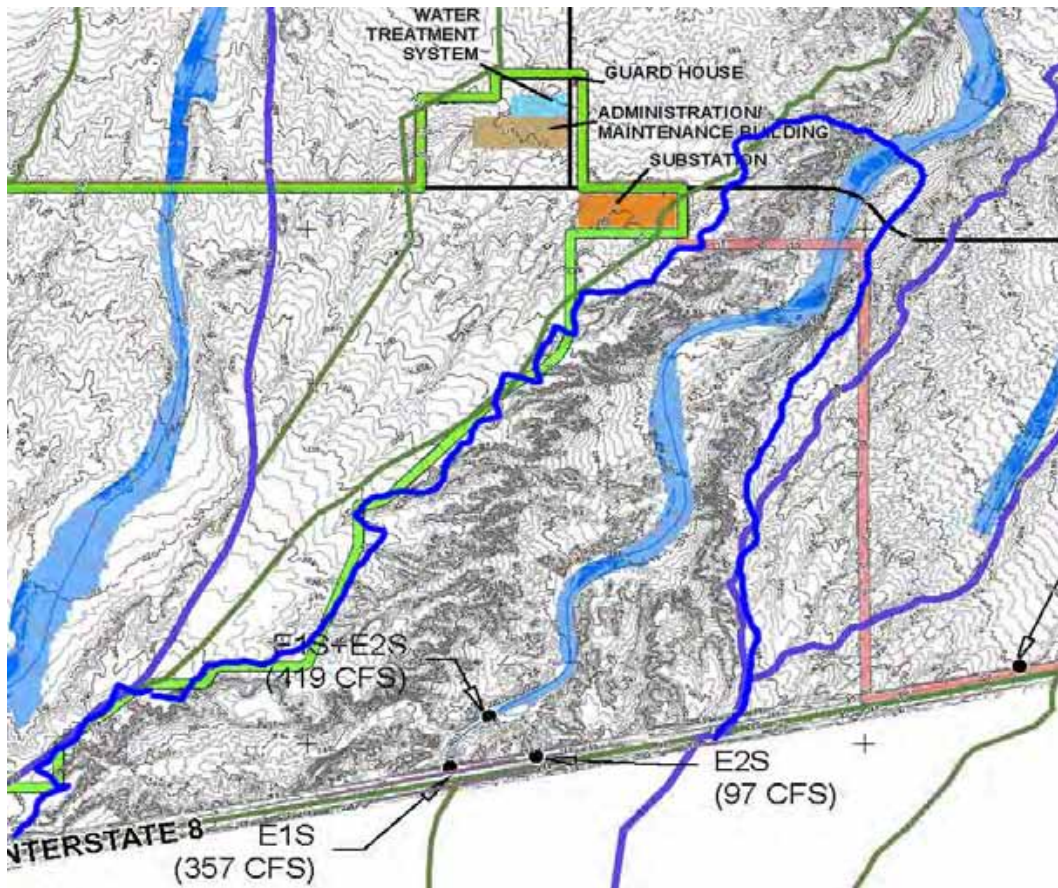 WATER
TREATMENT
SYSTEM
GUARD HOUSE
ADMINISTRATION/
MAINTENANCE BUILDING
SUBSTATION
E1S+E2S
(119 CFS)
E2S
(97 CFS)
E1S
(357 CFS)
NTERSTATE 8